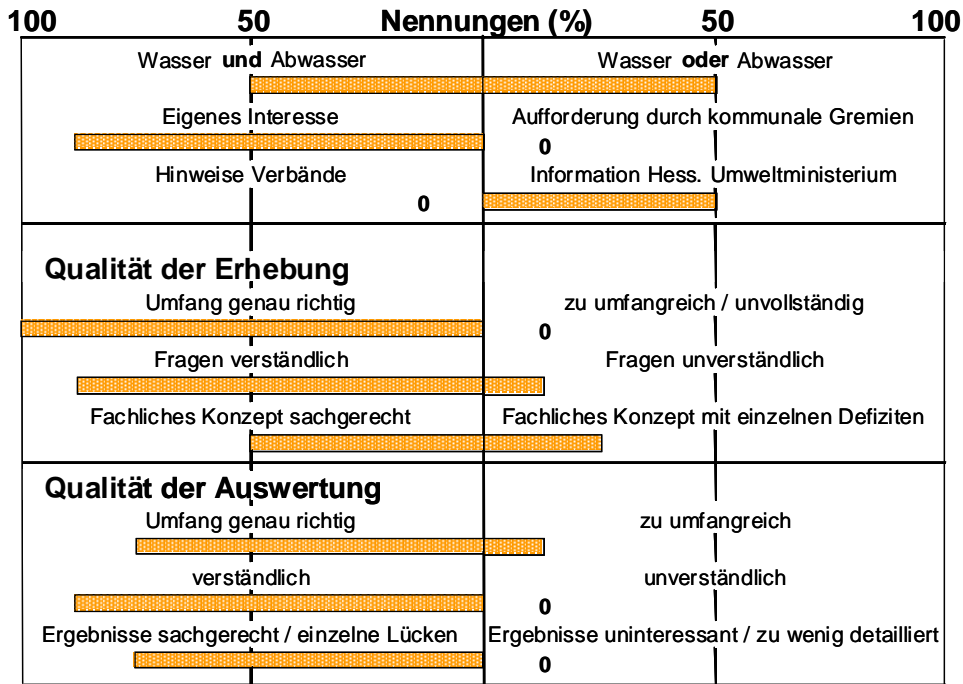 100 50 Nennungen (%) 50 100
Wasser und Abwasser Wasser oder Abwasser
Eigenes Interesse Aufforderung durch kommunale Gremien
0
Hinweise Verbände Information Hess. Umweltministerium
0
Qualität der Erhebung
Umfang genau richtig zu umfangreich / unvollständig
0
Fragen verständlich Fragen unverständlich
Fachliches Konzept sachgerecht Fachliches Konzept mit einzelnen Defiziten
Qualität der Auswertung
Umfang genau richtig zu umfangreich
verständlich unverständlich
0
Ergebnisse sachgerecht / einzelne Lücken Ergebnisse uninteressant / zu wenig detailliert
0